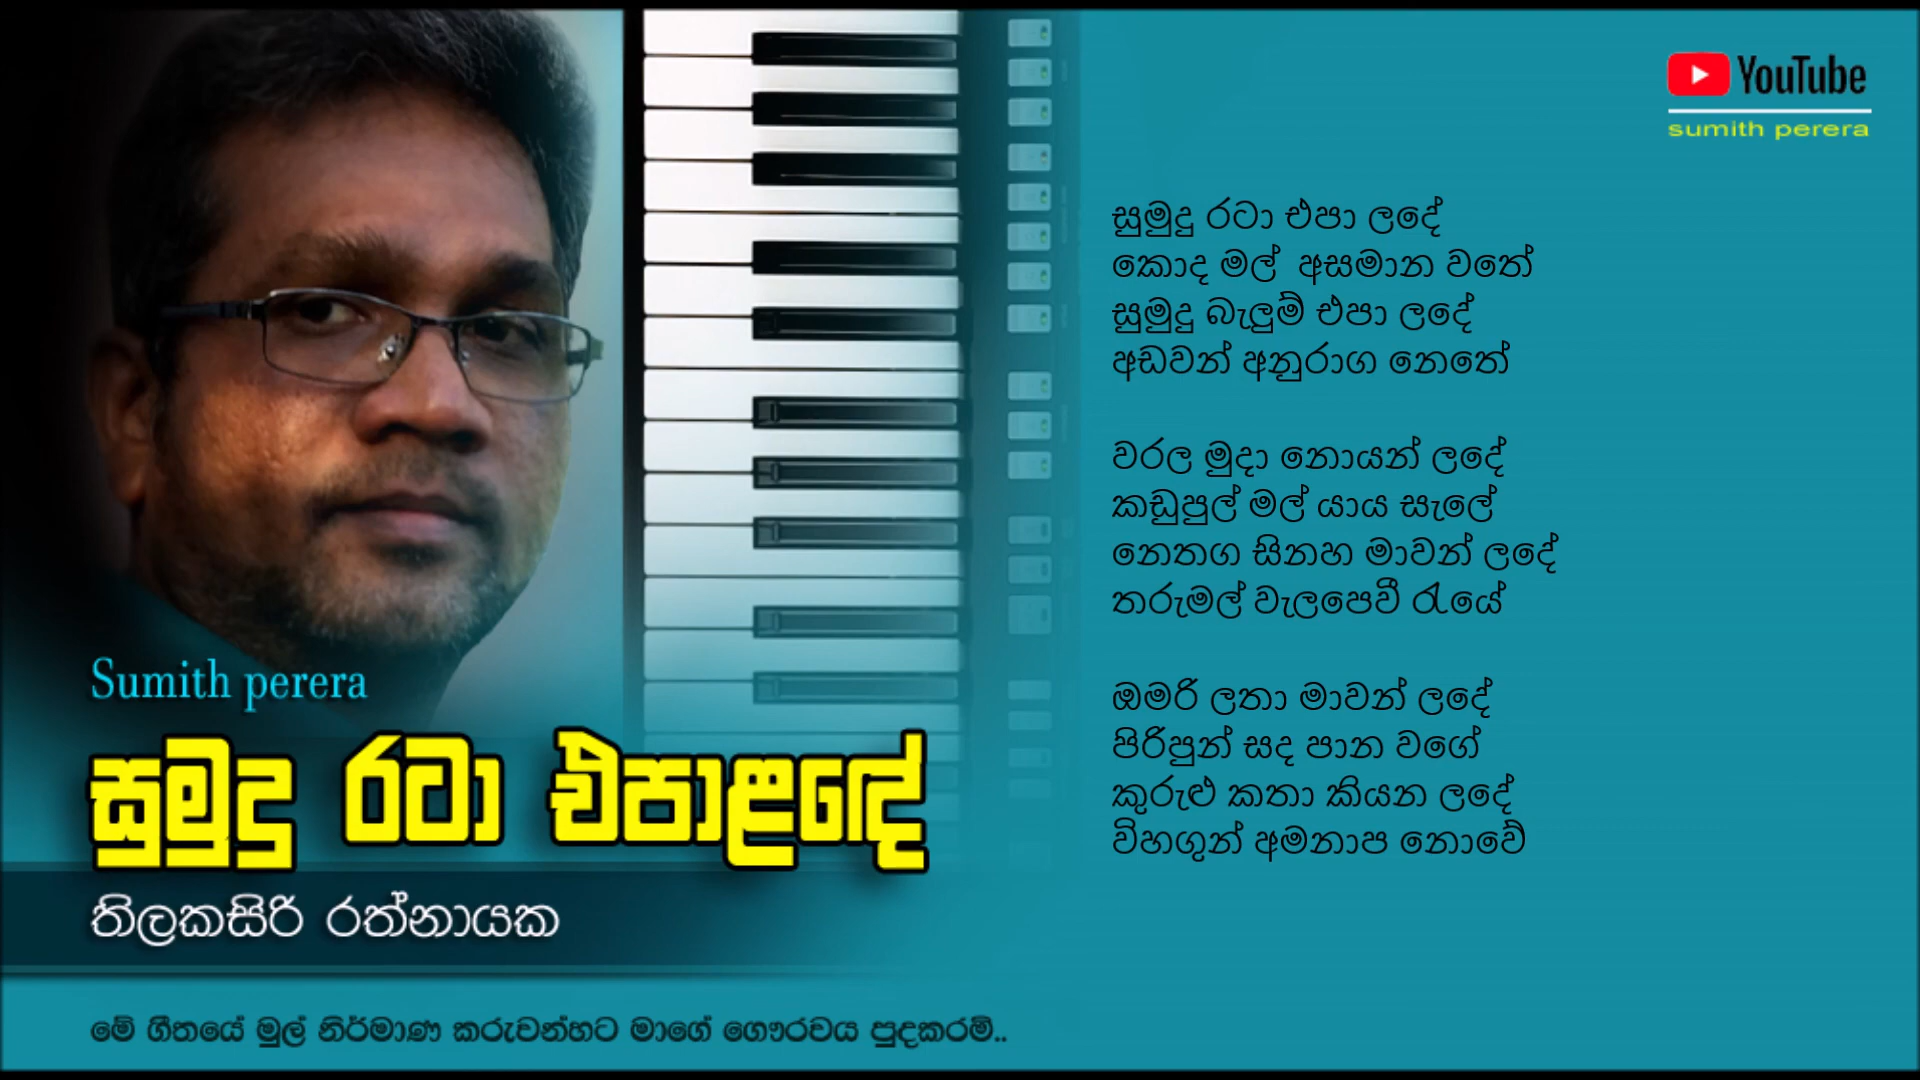 YouTube
sumith perera
සුමුදු රටා එපා ලදේ
කොද මල් අසමාන වතේ
සුමුදු බැලුම් එපා ලදේ
අඩවන් අනුරාග නෙතේ
වරල මුදා නොයන් ලදේ
කඩුපුල් මල් යාය සැලේ
නෙතග සිනහ මාවන් ලදේ
තරුමල් වැලපෙවී රැයේ
ඔමරි ලතා මාවන් ලදේ
පිරිපුන් සද පාන වගේ
කුරුළු කතා කියන ලදේ
විහගුන් අමනාප නොවේ
Sumith perera
සුමුදු රටා එපාළඳේ
තිලකසිරි රත්නායක
මේ ගීතයේ මුල් නිර්මාණ කරුවන්හට මාගේ ගෞරවය පුදකරමි..